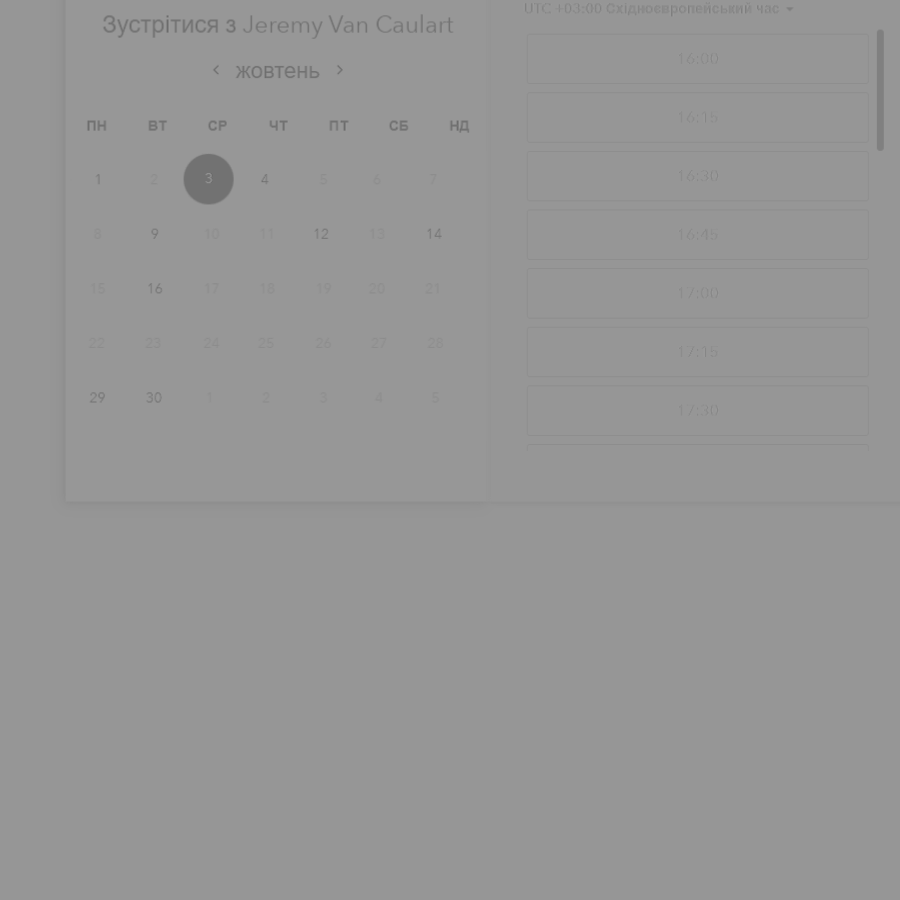 Зустрітися з Jeremy Van Caulart
жовтень
ПН ВТ СР ЧТ ПТ СБ НД
1 2 3 4 5 6 7
8 9 10 11 12 13 14
15 16 17 18 19 20 21
22 23 24 25 26 27 28
29 30 1 2 3 4 5
UTC +03:00 Східноєвропейський час
16:00
16:15
16:30
16:45
17:00
17:15
17:30